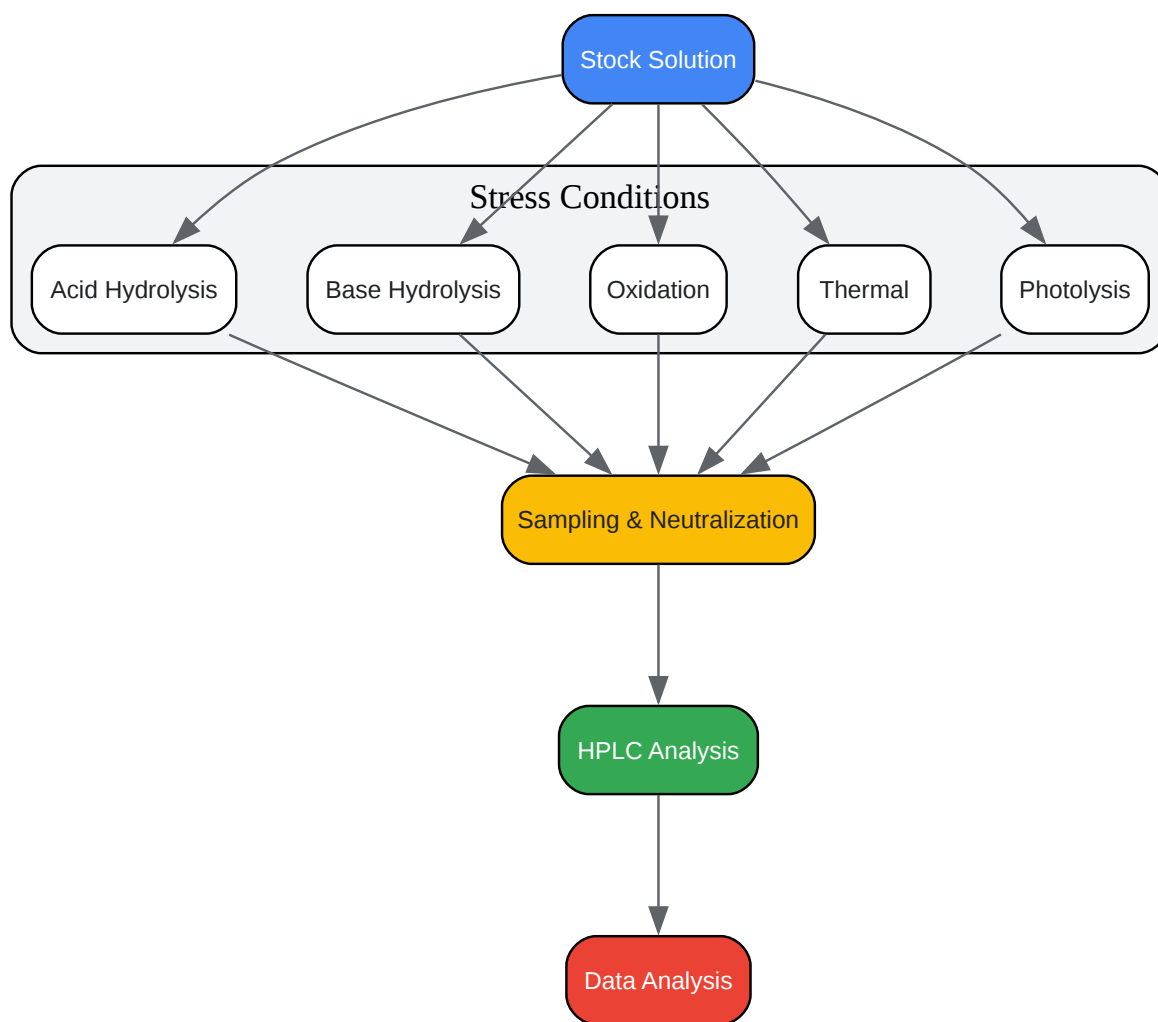 Stock Solution
Stress Conditions
Acid Hydrolysis
Base Hydrolysis
Oxidation
Thermal
Photolysis
Sampling & Neutralization
HPLC Analysis
Data Analysis